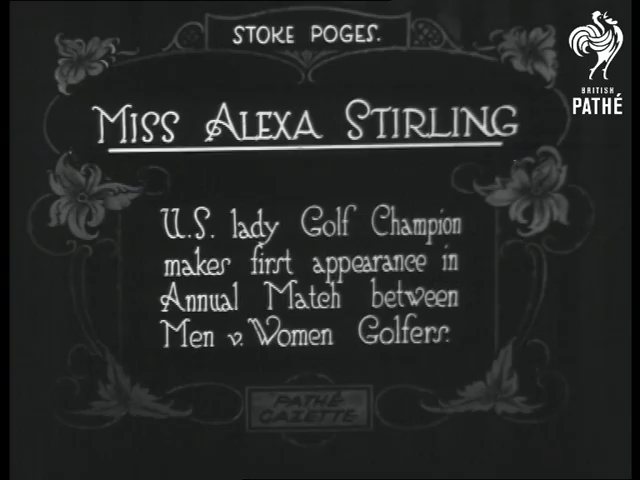 STOKE POGES.
BRITISH
PATHÉ
MISS ALEXA STIRLING
U.S. lady Golf Champion
makes first appearance in
Annual Match between
Men v. Women Golfers.
PATHÉ
GAZETTE